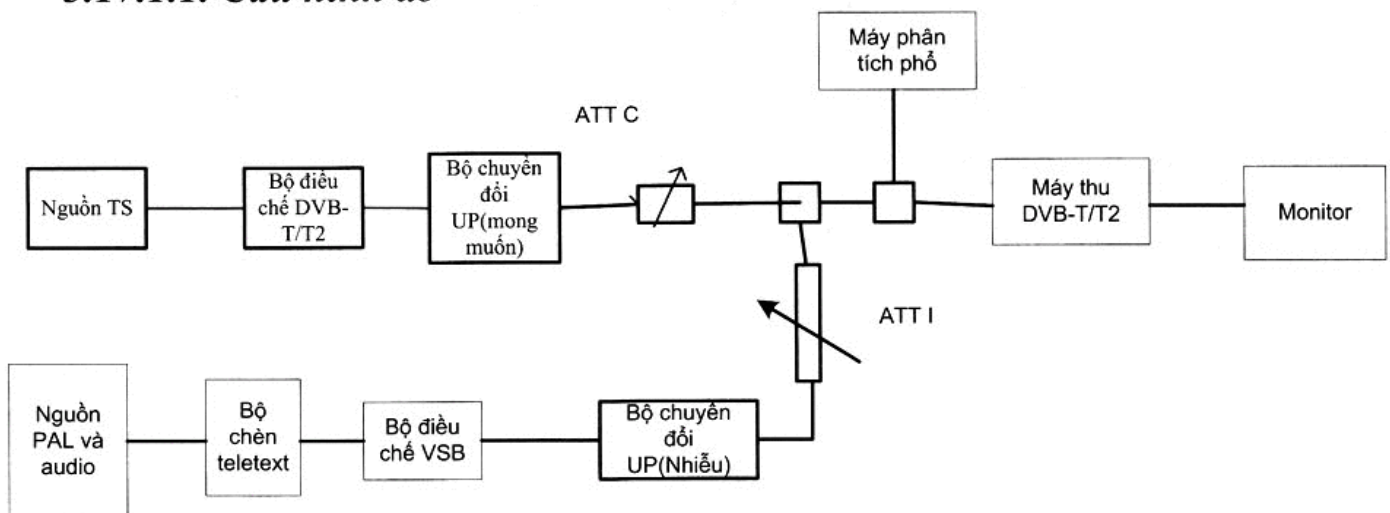 Máy phân
tích phổ
ATT C
Nguồn TS
Bộ điều
chế DVB-
T/T2
Bộ chuyển
đổi
UP(mong
muốn)
Máy thu
DVB-T/T2
Monitor
ATT I
Nguồn
PAL và
audio
Bộ
chèn
teletext
Bộ điều
chế VSB
Bộ chuyển
đổi
UP(Nhiễu)